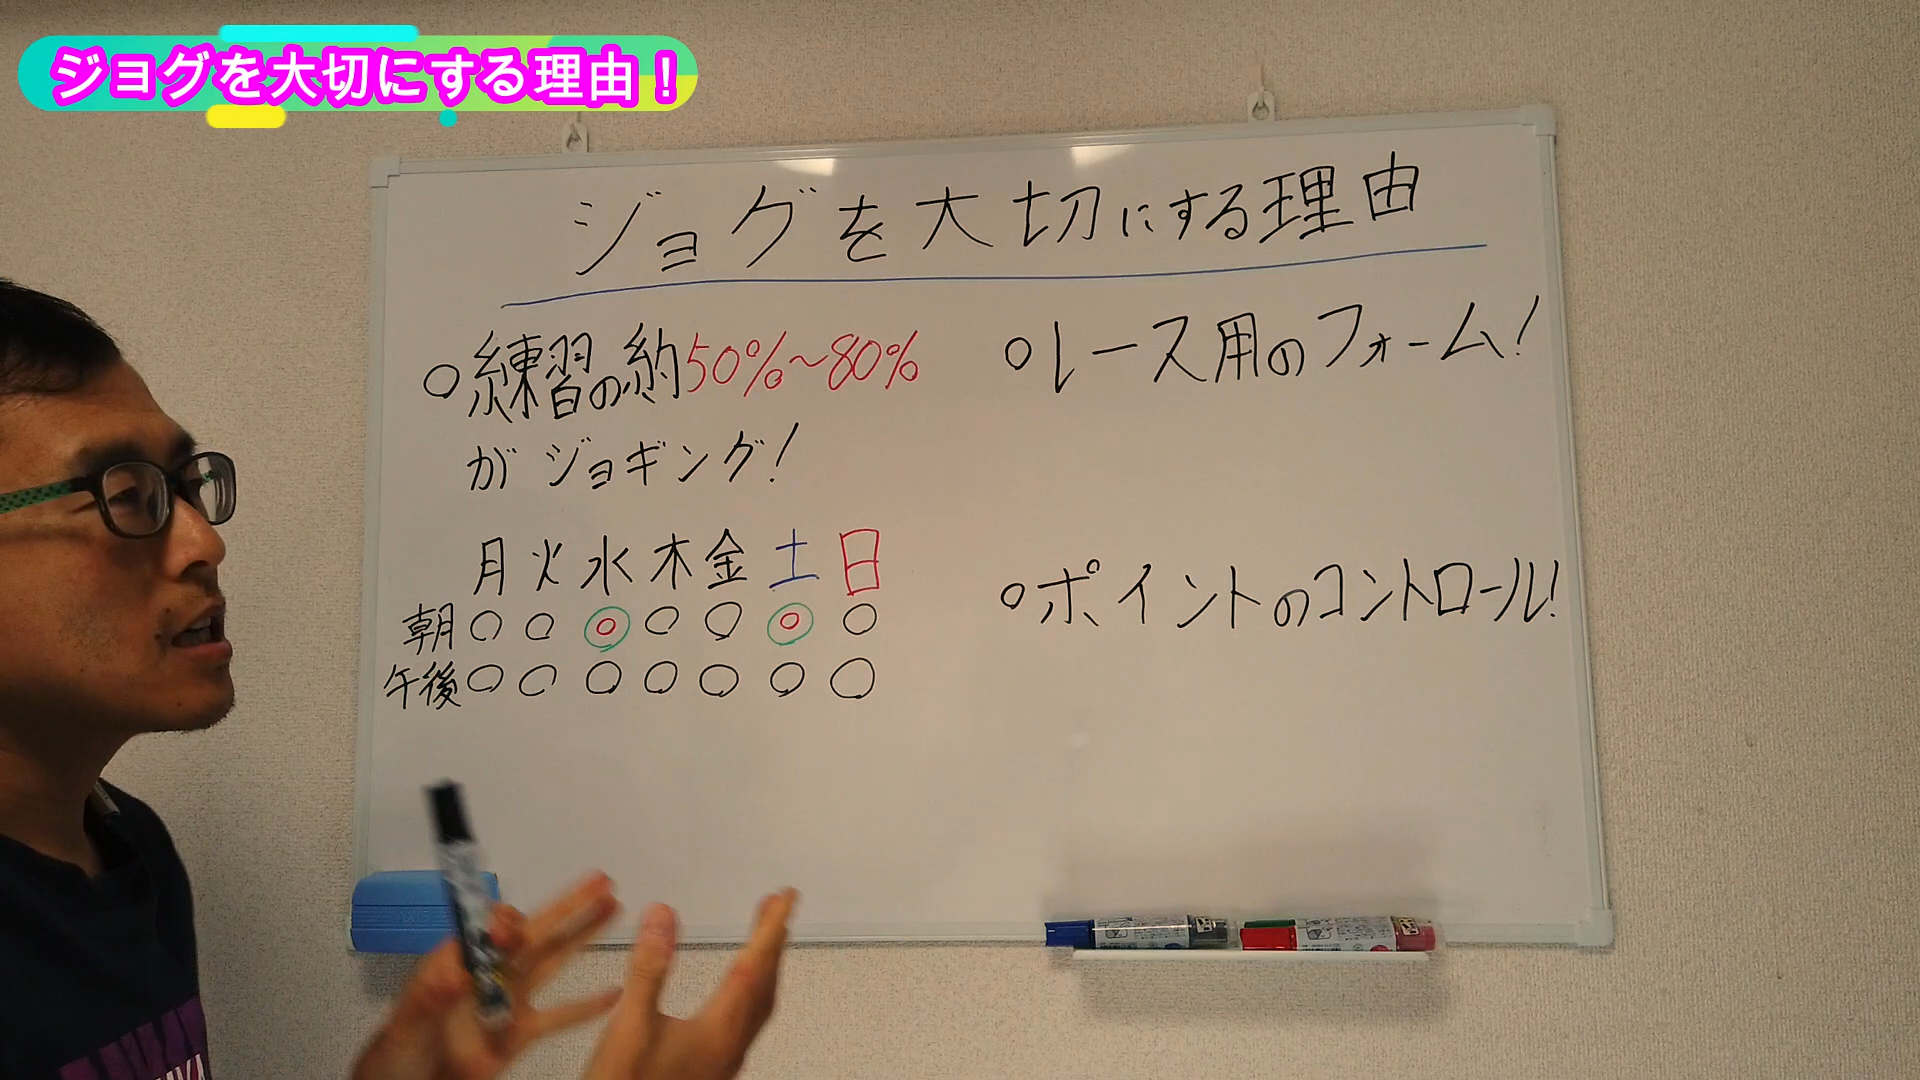 ジョグを大切にする理由！
ジョグを大切にする理由
○練習の約50%～80%
がジョギング！
月火水木金土日
朝○○◎○○◎○
午後○○○○○○○
○レース用のフォーム！
○ポイントのコントロール！